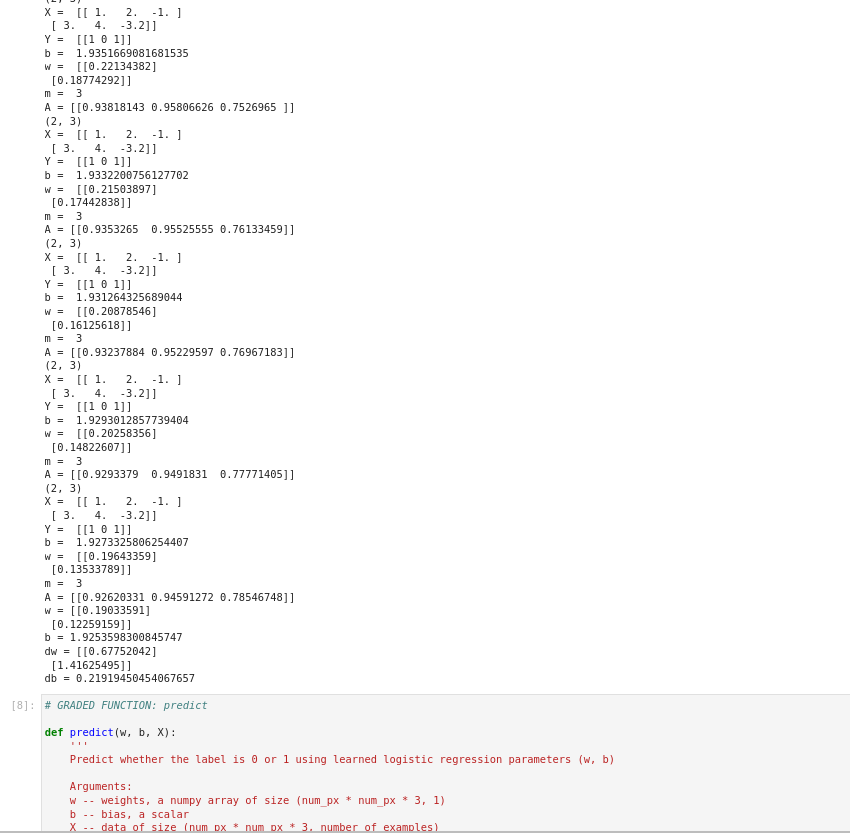 (2, 3)
X =  [[ 1.   2.  -1. ]
 [ 3.   4.  -3.2]]
Y =  [[1 0 1]]
b =  1.9351669081681535
w =  [[0.22134382]
 [0.18774292]]
m =  3
A = [[0.93818143 0.95806626 0.7526965 ]]
(2, 3)
X =  [[ 1.   2.  -1. ]
 [ 3.   4.  -3.2]]
Y =  [[1 0 1]]
b =  1.9332200756127702
w =  [[0.21503897]
 [0.17442838]]
m =  3
A = [[0.9353265  0.95525555 0.76133459]]
(2, 3)
X =  [[ 1.   2.  -1. ]
 [ 3.   4.  -3.2]]
Y =  [[1 0 1]]
b =  1.931264325689044
w =  [[0.20878546]
 [0.16125618]]
m =  3
A = [[0.93237884 0.95229597 0.76967183]]
(2, 3)
X =  [[ 1.   2.  -1. ]
 [ 3.   4.  -3.2]]
Y =  [[1 0 1]]
b =  1.9293012857739404
w =  [[0.20258356]
 [0.14822607]]
m =  3
A = [[0.9293379  0.9491831  0.77771405]]
(2, 3)
X =  [[ 1.   2.  -1. ]
 [ 3.   4.  -3.2]]
Y =  [[1 0 1]]
b =  1.9273325806254407
w =  [[0.19643359]
 [0.13533789]]
m =  3
A = [[0.92620331 0.94591272 0.78546748]]
w = [[0.19033591]
 [0.12259159]]
b = 1.9253598300845747
dw = [[0.67752042]
 [1.41625495]]
db = 0.21919450454067657
[8]: # GRADED FUNCTION: predict
def predict(w, b, X):
    '''
    Predict whether the label is 0 or 1 using learned logistic regression parameters (w, b)
    Arguments:
    w -- weights, a numpy array of size (num_px * num_px * 3, 1)
    b -- bias, a scalar
    X -- data of size (num_px * num_px * 3, number of examples)